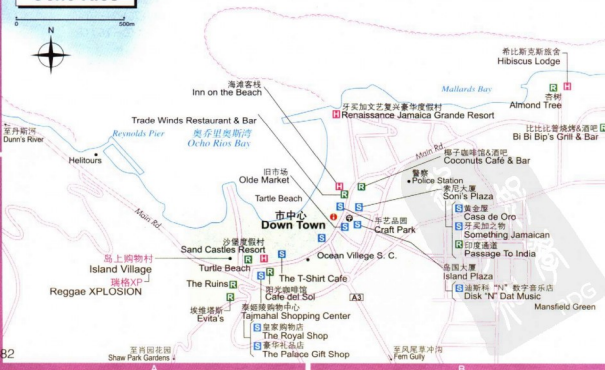 500m
N
希比斯克斯旅舍
Hibiscus Lodge
海滩客栈
Inn on the Beach
Mallards Bay
R
H
杏树
Almond Tree
H
牙买加文艺复兴豪华度假村
Renaissance Jamaica Grande Resort
Trade Winds Restaurant & Bar
至丹斯河
Dunn's River
Reynolds Pier
奥乔里奥斯湾
Ocho Rios Bay
比比比普烧烤&酒吧
Bi Bi Bip's Grill & Bar
R
Main Rd.
椰子咖啡馆&酒吧
Coconuts Café & Bar
Helitours
旧市场
Olde Market
警察
Police Station
Tartle Beach
索尼大厦
Soni's Plaza
S 黄金屋
Casa de Oro
S 牙买加之物
Something Jamaican
R 印度通道
Passage To India
市中心
Down Town
手艺品园
Craft Park
Main Rd.
沙堡度假村
Sand Castles Resort
岛上购物村
Island Village
Turtle Beach
Ocean Villege S. C.
岛国大厦
Island Plaza
S 迪斯科“N”数字音乐店
Disk "N" Dat Music
瑞格XP
Reggae XPLOSION
The T-Shirt Cafe
The Ruins
阳光咖啡馆
Cafe del Sol
A3
Mansfield Green
埃维塔斯
Evita's
泰姬陵购物中心
Tajmahal Shopping Center
S 皇家购物店
The Royal Shop
S 豪华礼品店
The Palace Gift Shop
82
至肖园花园
Shaw Park Gardens
至凤尾草冲沟
Fern Gully
A
B